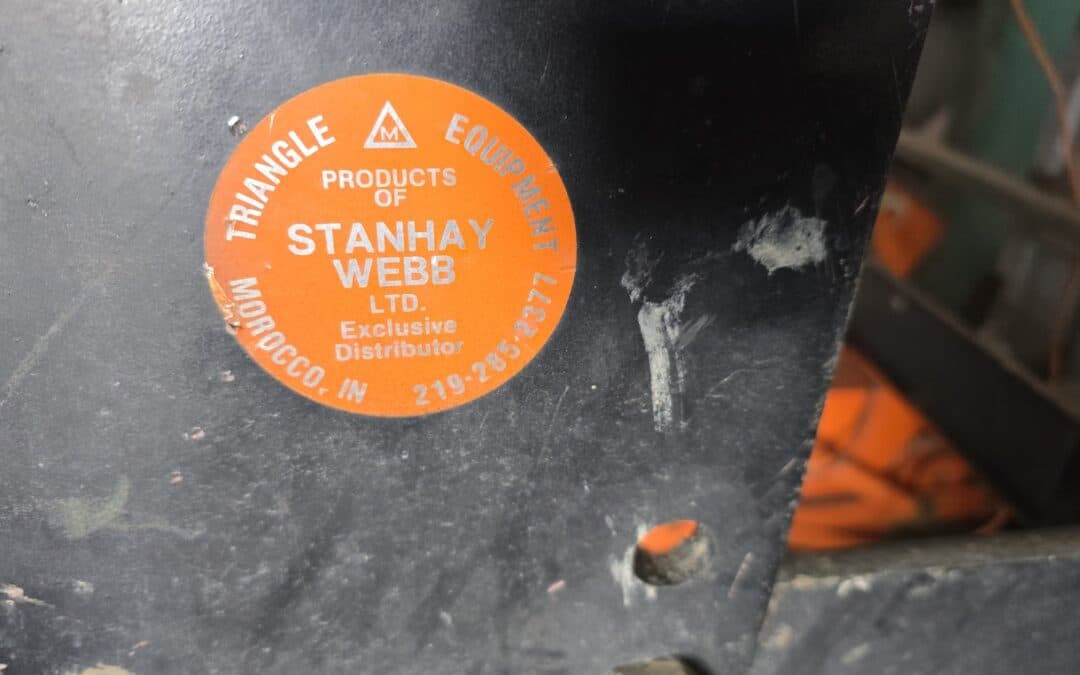 TRIANGLE EQUIPMENT
M
PRODUCTS
OF
STANHAY
WEBB
LTD.
Exclusive
Distributor
MOROCCO, IN 219-285-2377